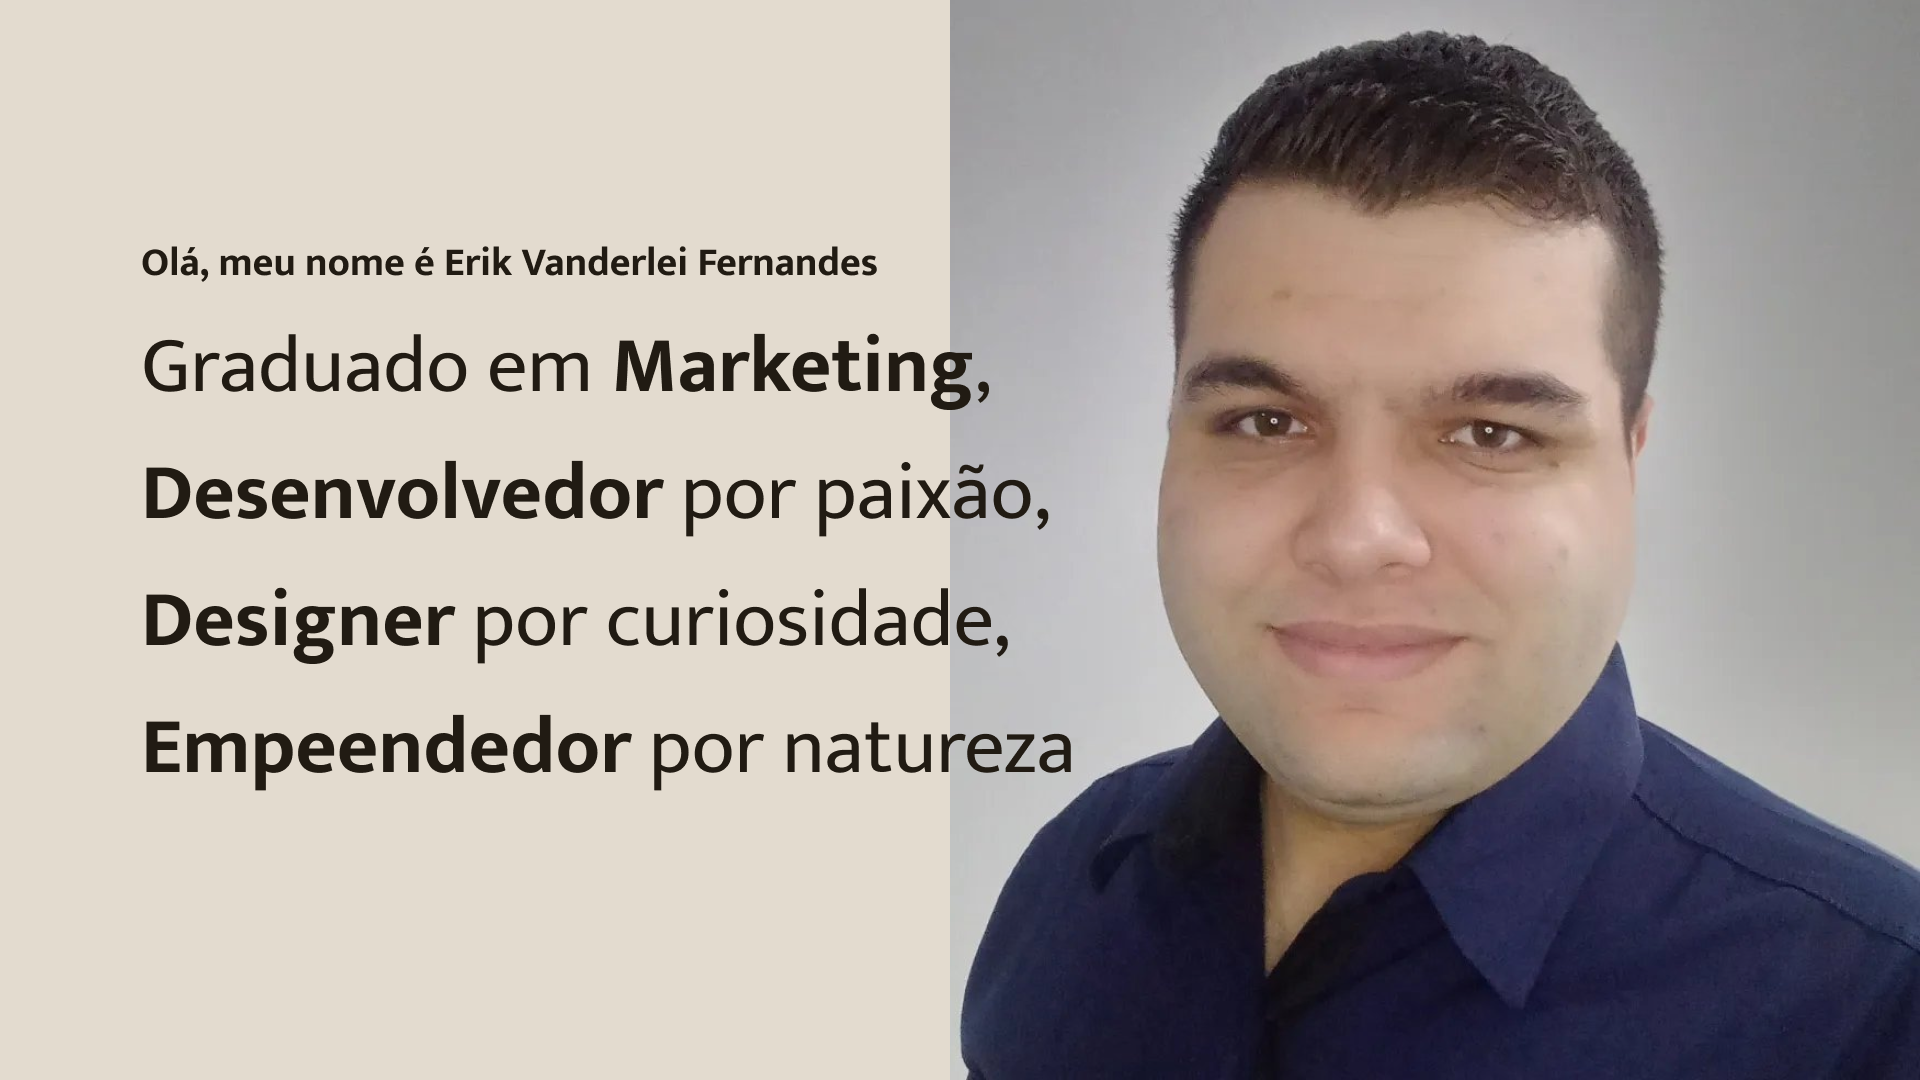 Olá, meu nome é Erik Vanderlei Fernandes
Graduado em Marketing,
Desenvolvedor por paixão,
Designer por curiosidade,
Empeendedor por natureza